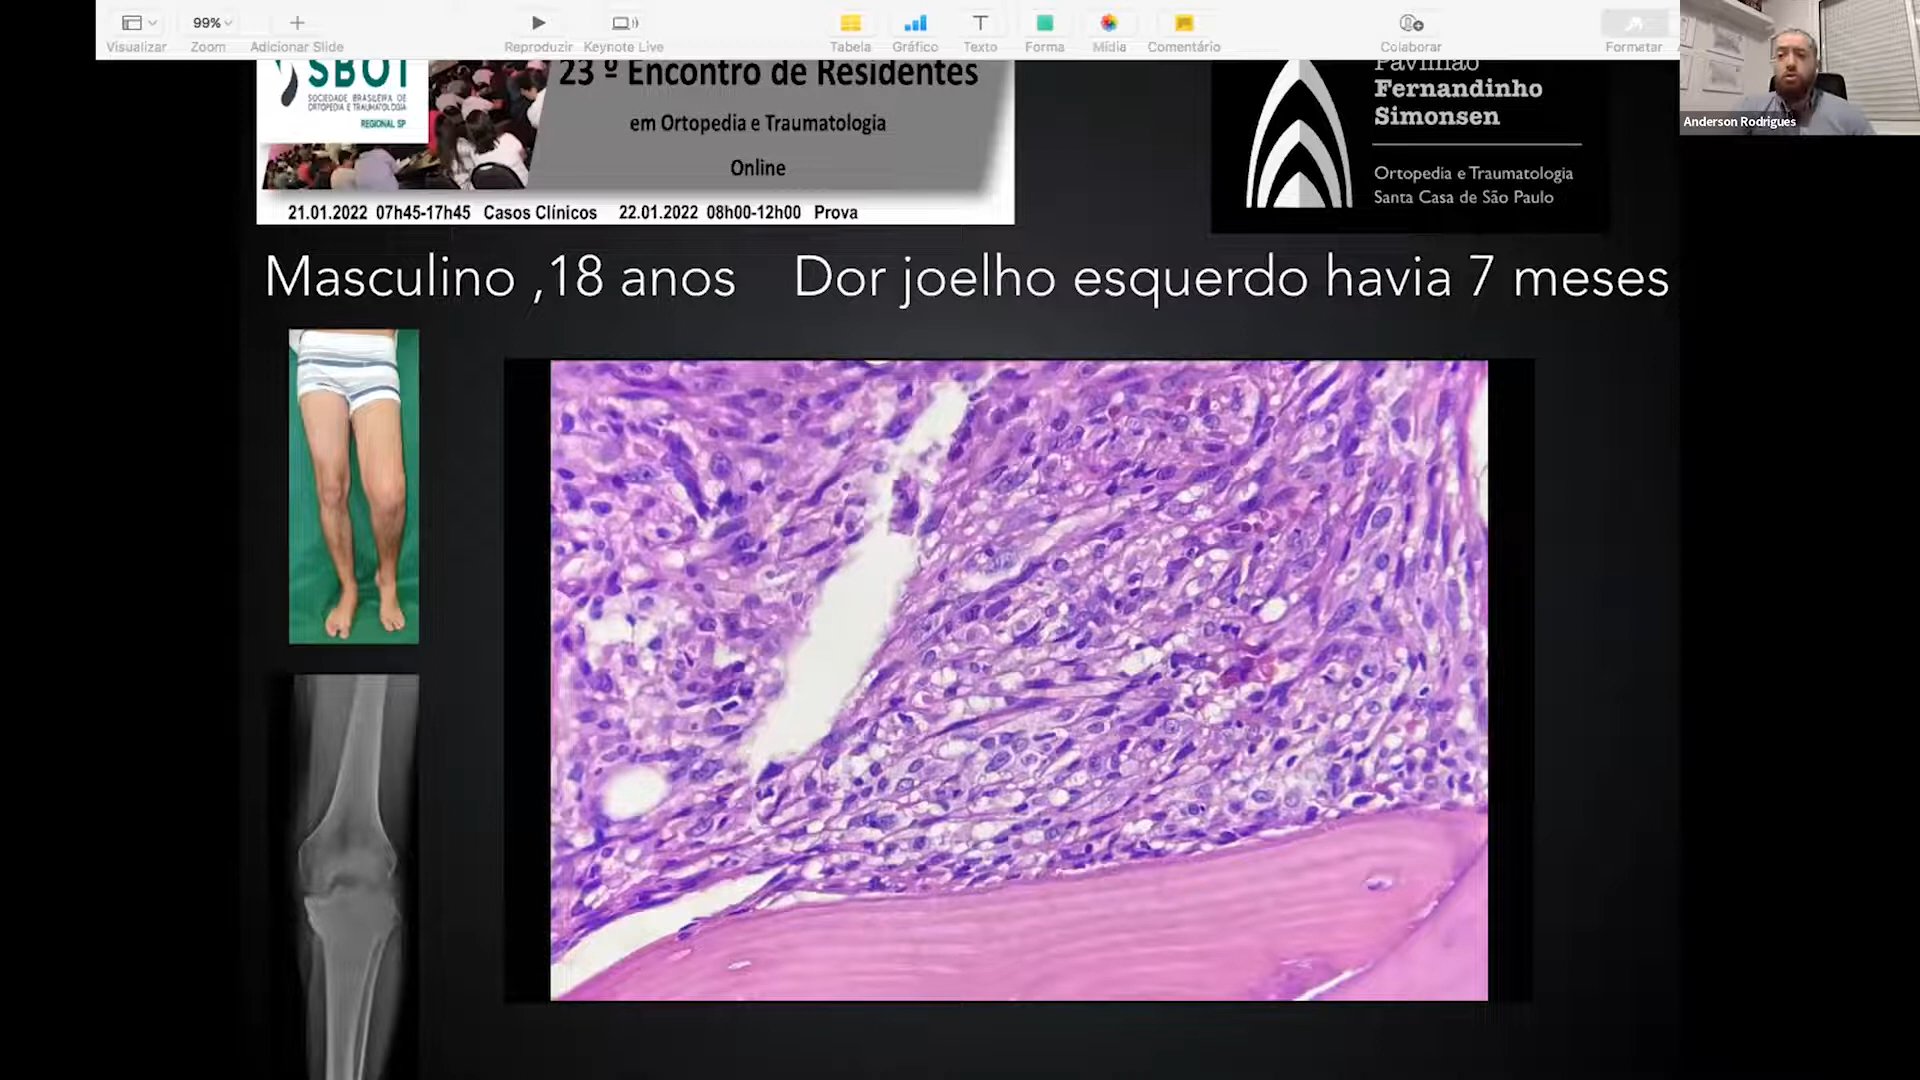 99%
Visualizar
Zoom
Adicionar Slide
Reproduzir
Keynote Live
Tabela
Gráfico
Texto
Forma
Mídia
Comentário
Colaborar
Formatar
Anderson Rodrigues
SBOT
SOCIEDADE BRASILEIRA DE
ORTOPEDIA E TRAUMATOLOGIA
REGIONAL SP
23 º Encontro de Residentes
em Ortopedia e Traumatologia
Online
21.01.2022 07h45-17h45 Casos Clínicos 22.01.2022 08h00-12h00 Prova
Pavilhão
Fernandinho
Simonsen
Ortopedia e Traumatologia
Santa Casa de São Paulo
Masculino ,18 anos Dor joelho esquerdo havia 7 meses